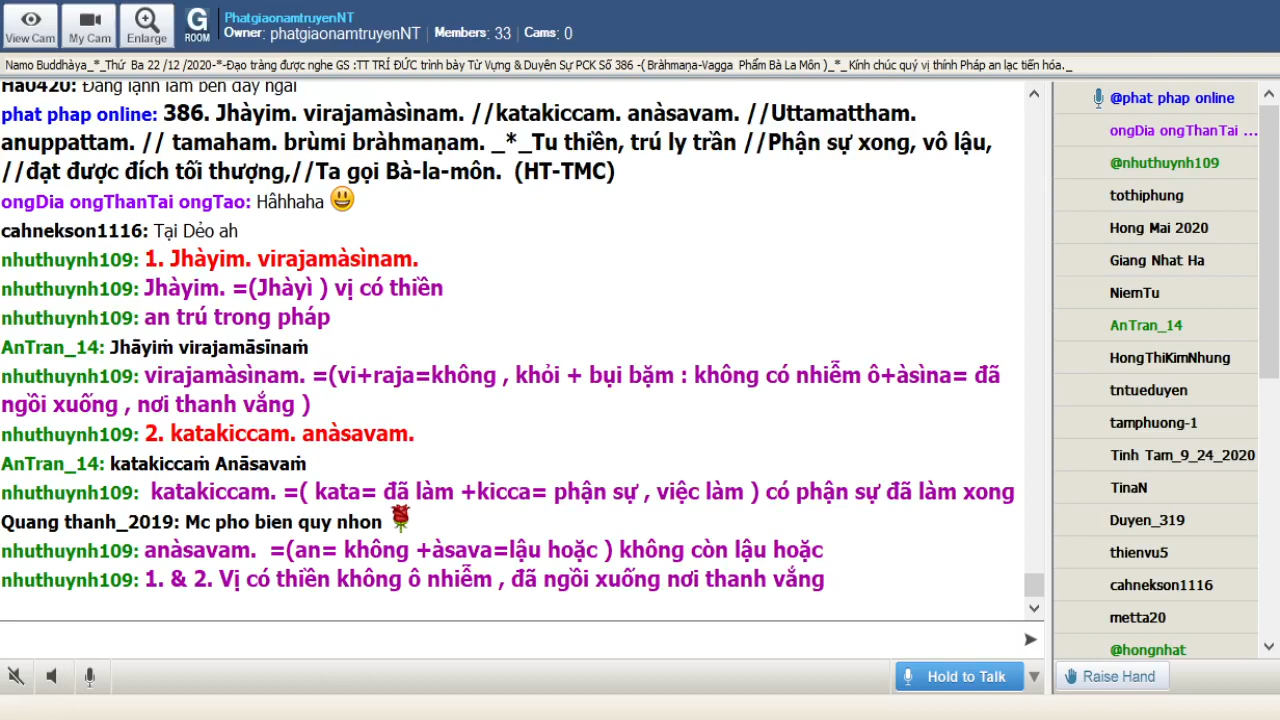 View Cam
My Cam
Enlarge
G ROOM
PhatgiaonamtruyenNT
Owner: phatgiaonamtruyenNT | Members: 33 | Cams: 0
Namo Buddhàya_*_Thứ Ba 22 /12 /2020-*-Đạo tràng được nghe GS :TT TRÍ ĐỨC trình bày Từ Vựng & Duyên Sự PCK Số 386 -( Bràhmaṇa-Vagga Phẩm Bà La Môn )_*_ Kính chúc quý vị thính Pháp an lạc tiến hóa._
Ha0420: Đang lạnh lắm bên đây ngài
phat phap online: 386. Jhàyim. virajamàsìnam. //katakiccam. anàsavam. //Uttamattham.
anuppattam. // tamaham. brùmi bràhmaṇam. _*_Tu thiền, trú ly trần //Phận sự xong, vô lậu,
//đạt được đích tối thượng,//Ta gọi Bà-la-môn. (HT-TMC)
ongDia ongThanTai ongTao: Hâhhaha
cahnekson1116: Tại Dẻo ah
nhuthuynh109: 1. Jhàyim. virajamàsìnam.
nhuthuynh109: Jhàyim. =(Jhàyì ) vị có thiền
nhuthuynh109: an trú trong pháp
AnTran_14: Jhāyiṁ virajamāsīnaṁ
nhuthuynh109: virajamàsìnam. =(vi+raja=không , khỏi + bụi bặm : không có nhiễm ô+àsìna= đã
ngồi xuống , nơi thanh vắng )
nhuthuynh109: 2. katakiccam. anàsavam.
AnTran_14: katakiccaṁ Anāsavaṁ
nhuthuynh109: katakiccam. =( kata= đã làm +kicca= phận sự , việc làm ) có phận sự đã làm xong
Quang thanh_2019: Mc pho bien quy nhon
nhuthuynh109: anàsavam. =(an= không +àsava=lậu hoặc ) không còn lậu hoặc
nhuthuynh109: 1. & 2. Vị có thiền không ô nhiễm , đã ngồi xuống nơi thanh vắng
Hold to Talk
@phat phap online
ongDia ongThanTai ...
@nhuthuynh109
tothiphung
Hong Mai 2020
Giang Nhat Ha
NiemTu
AnTran_14
HongThiKimNhung
tntueduyen
tamphuong-1
Tinh Tam_9_24_2020
TinaN
Duyen_319
thienvu5
cahnekson1116
metta20
@hongnhat
Raise Hand